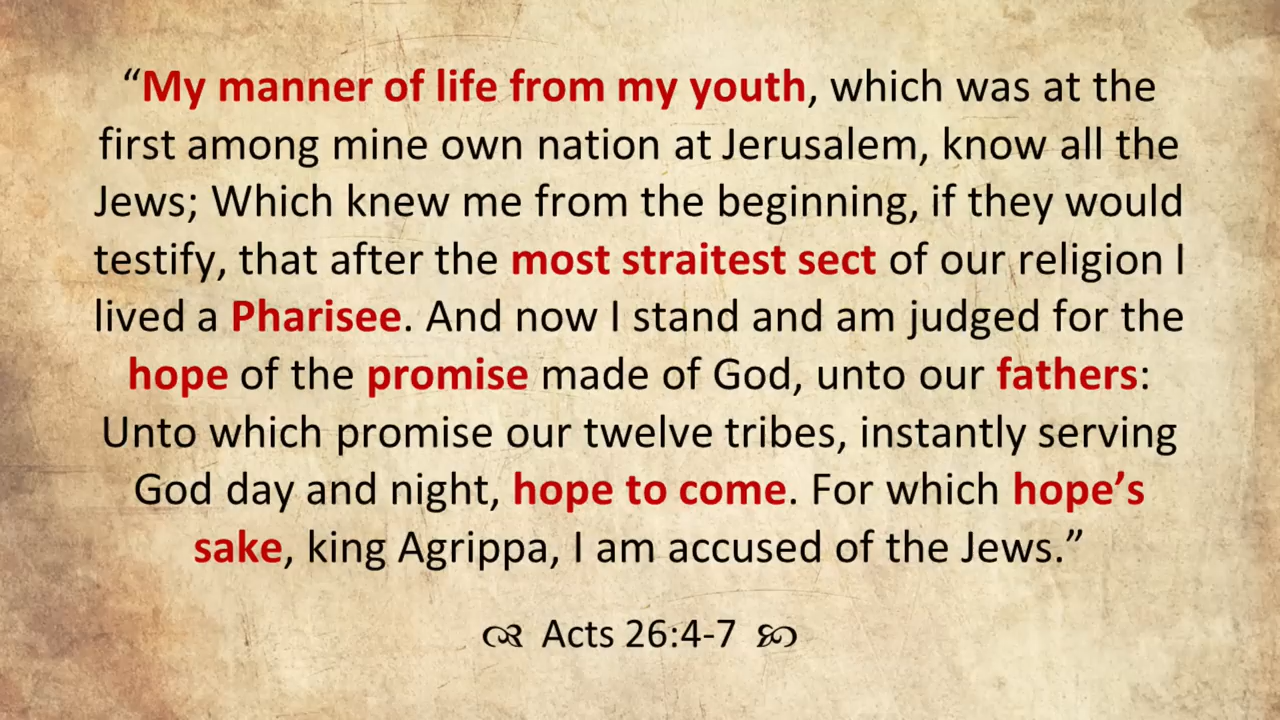 “My manner of life from my youth, which was at the
first among mine own nation at Jerusalem, know all the
Jews; Which knew me from the beginning, if they would
testify, that after the most straitest sect of our religion I
lived a Pharisee. And now I stand and am judged for the
hope of the promise made of God, unto our fathers:
Unto which promise our twelve tribes, instantly serving
God day and night, hope to come. For which hope’s
sake, king Agrippa, I am accused of the Jews.”
Acts 26:4-7